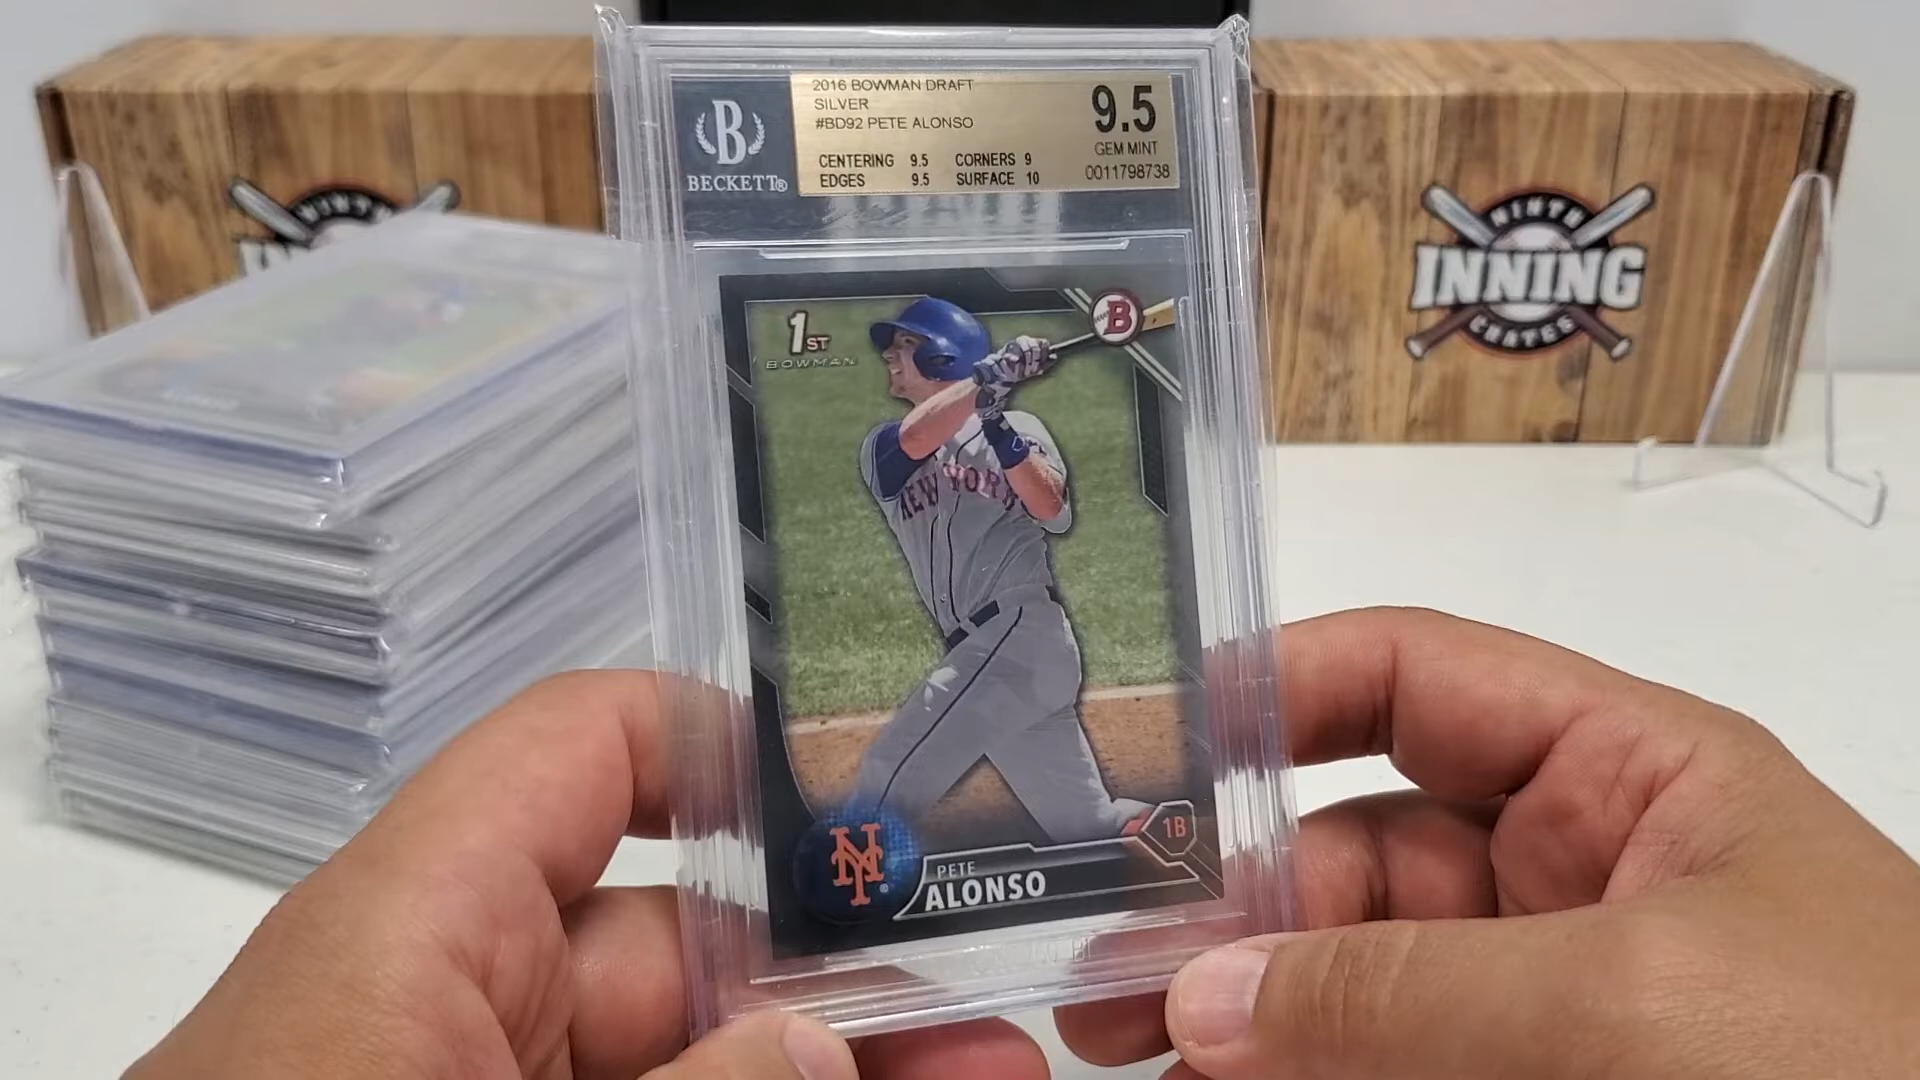 2016 BOWMAN DRAFT
SILVER
#BD92 PETE ALONSO
CENTERING 9.5 CORNERS 9
EDGES 9.5 SURFACE 10
9.5
GEM MINT
0011798738
B
BECKETT®
1ST
BOWMAN
B
NEW YORK
NY®
1B
PETE
ALONSO
NINTH
INNING
CRATES